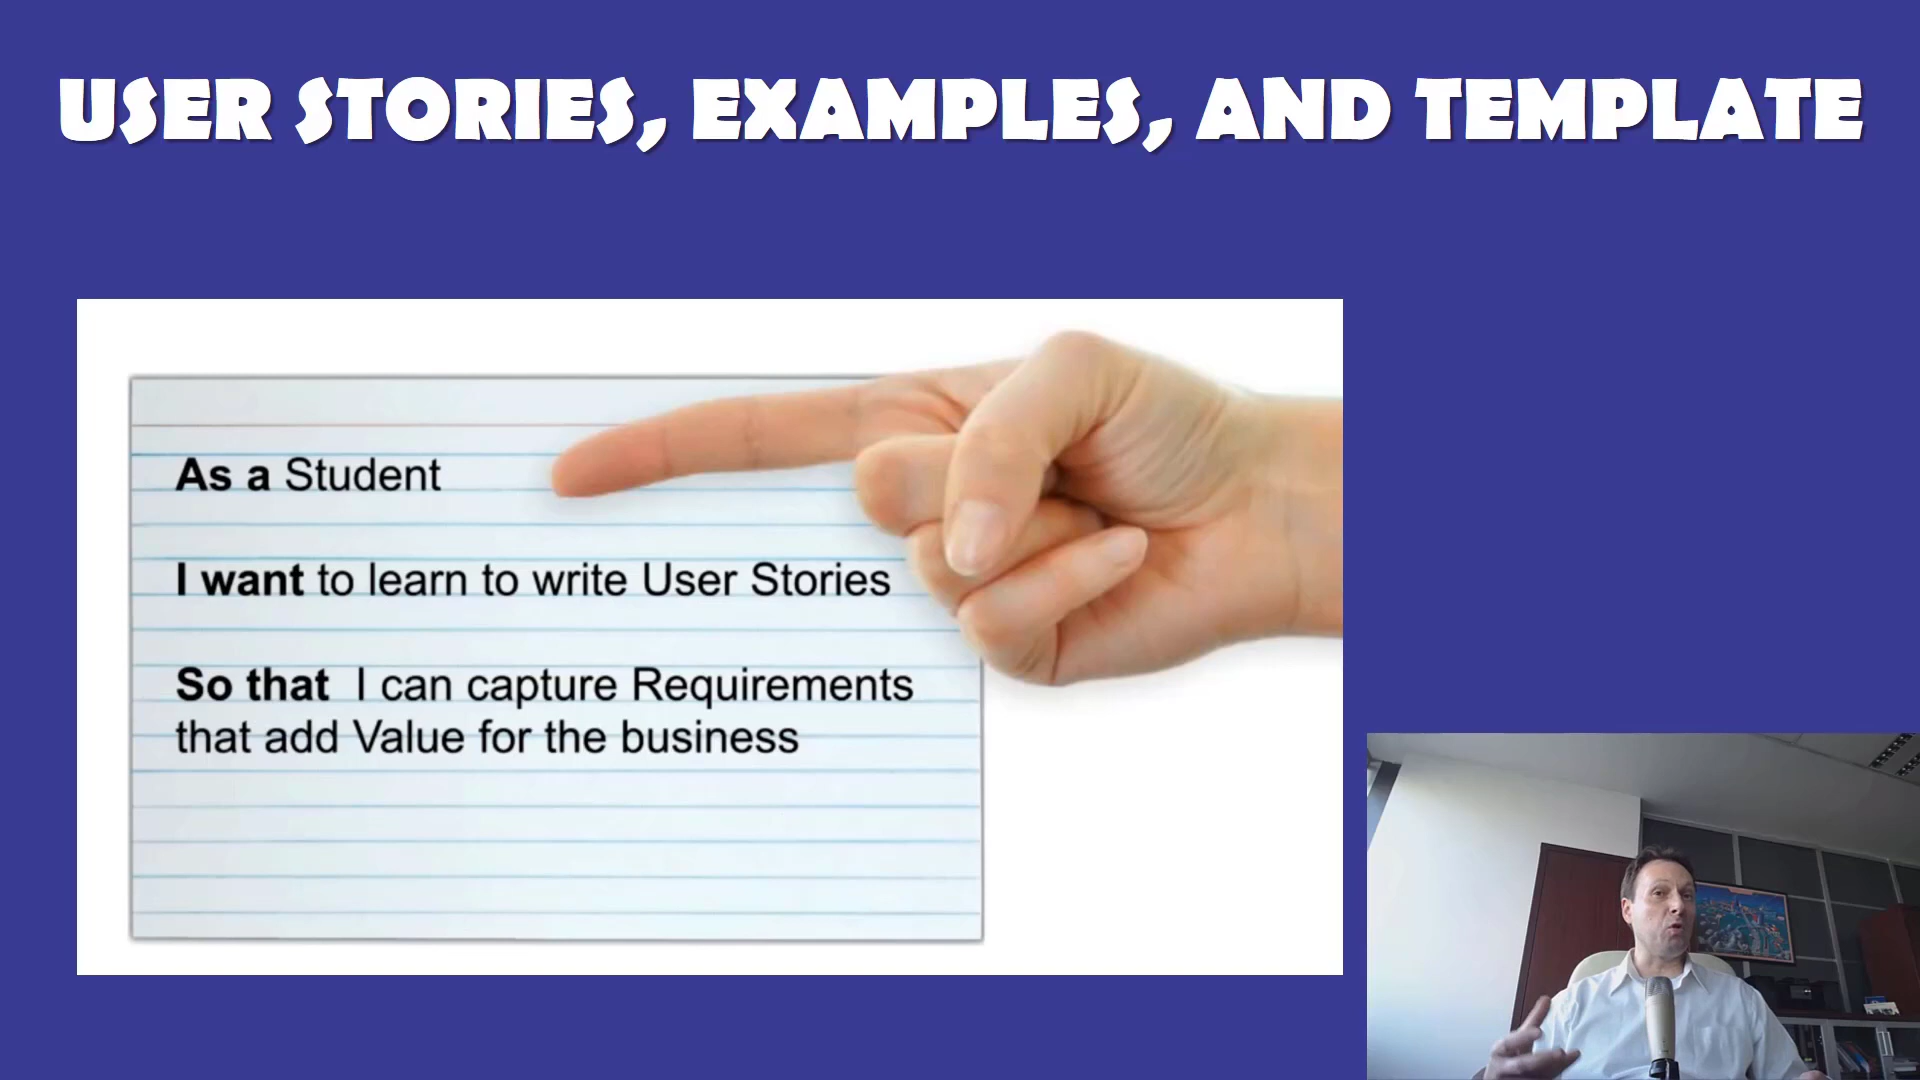 USER STORIES, EXAMPLES, AND TEMPLATE
As a Student
I want to learn to write User Stories
So that I can capture Requirements
that add Value for the business